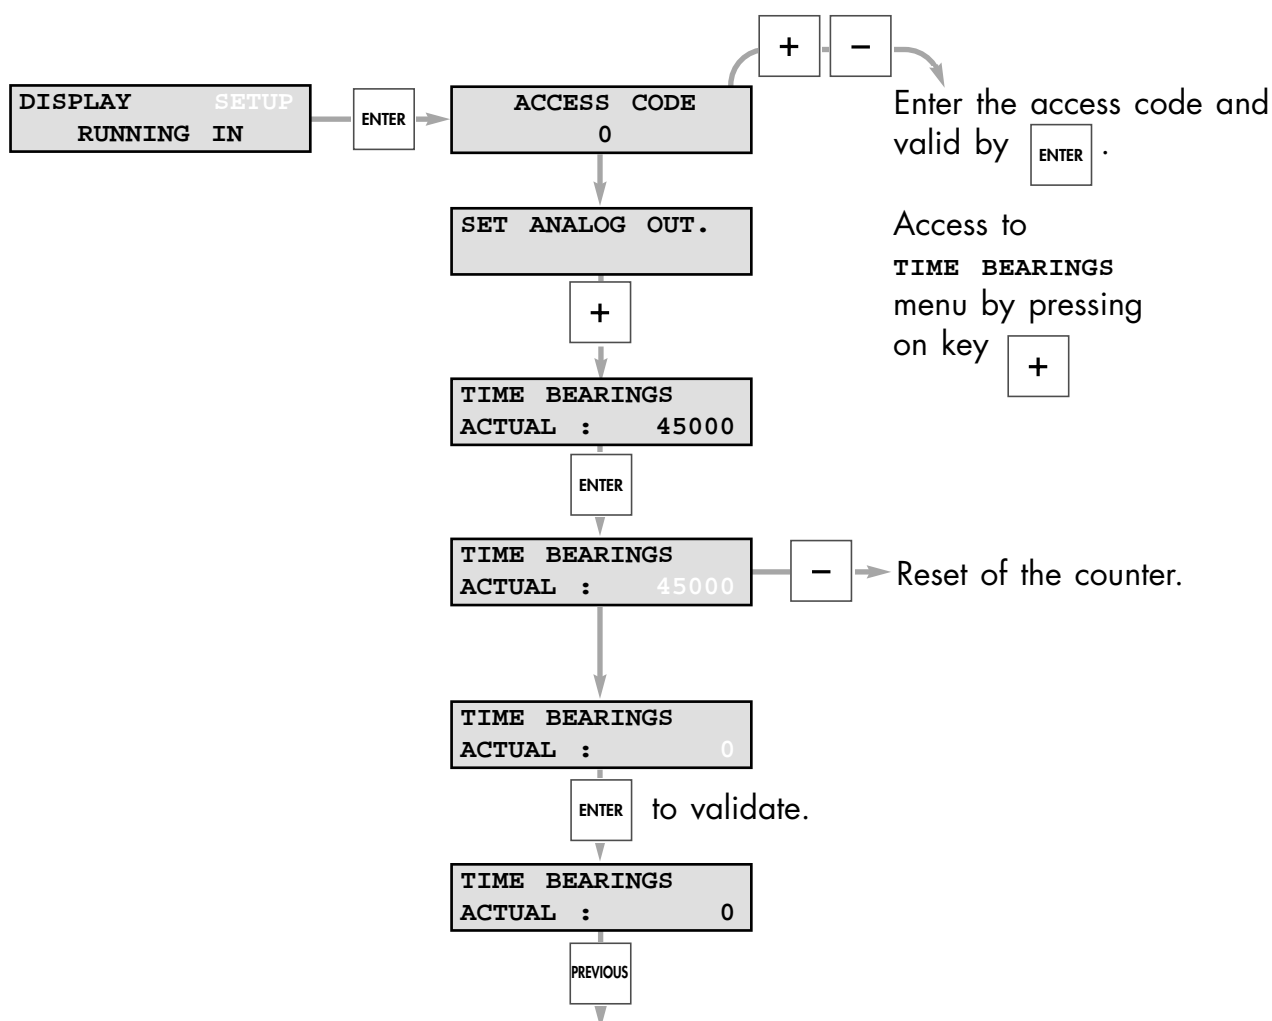 + -
DISPLAY SETUP
RUNNING IN
ENTER
ACCESS CODE
0
Enter the access code and
valid by ENTER .
SET ANALOG OUT.
Access to
TIME BEARINGS
menu by pressing
on key +
+
TIME BEARINGS
ACTUAL : 45000
ENTER
TIME BEARINGS
ACTUAL : 45000
-
Reset of the counter.
TIME BEARINGS
ACTUAL : 0
ENTER to validate.
TIME BEARINGS
ACTUAL : 0
PREVIOUS